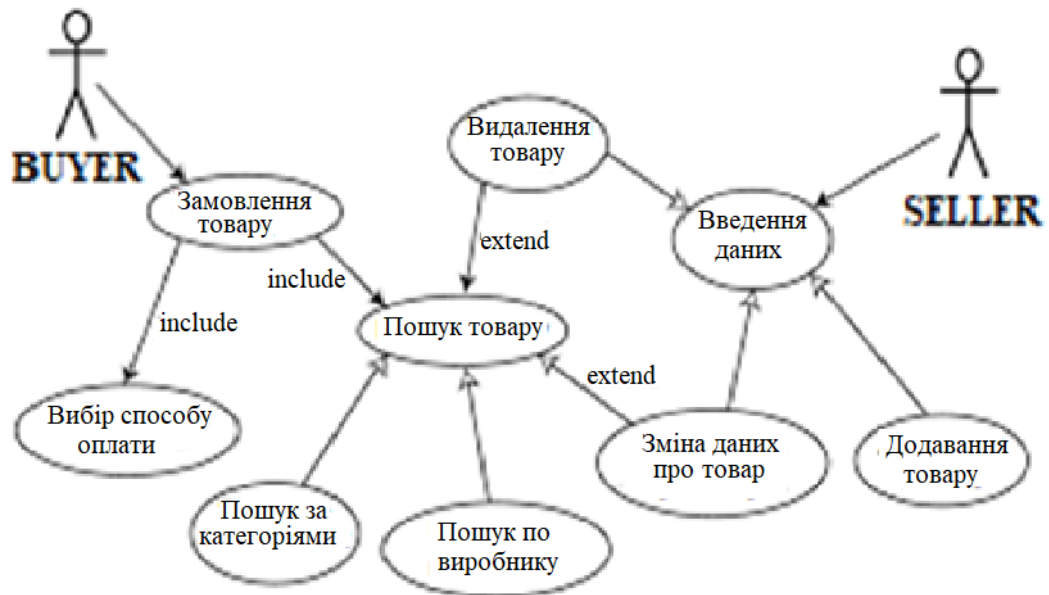 BUYER
SELLER
Видалення
товару
Замовлення
товару
Введення
даних
extend
include
include
Пошук товару
extend
Вибір способу
оплати
Зміна даних
про товар
Додавання
товару
Пошук за
категоріями
Пошук по
виробнику